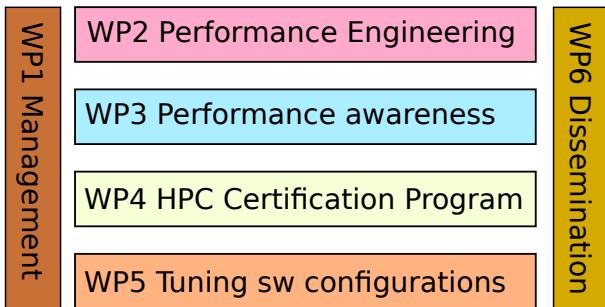 WP1 Management
WP2 Performance Engineering
WP3 Performance awareness
WP4 HPC Certification Program
WP5 Tuning sw configurations
WP6 Dissemination